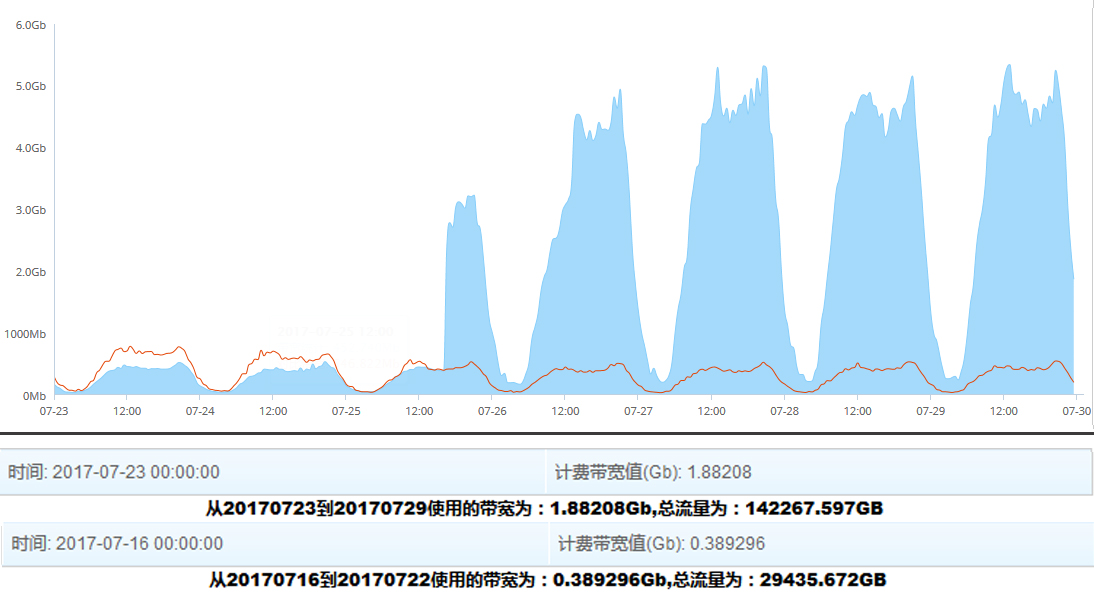 6.0Gb
5.0Gb
4.0Gb
3.0Gb
2.0Gb
1000Mb
0Mb
07-23 12:00 07-24 12:00 07-25 12:00 07-26 12:00 07-27 12:00 07-28 12:00 07-29 12:00 07-30
时间: 2017-07-23 00:00:00 计费带宽值(Gb): 1.88208
从20170723到20170729使用的带宽为：1.88208Gb,总流量为：142267.597GB
时间: 2017-07-16 00:00:00 计费带宽值(Gb): 0.389296
从20170716到20170722使用的带宽为：0.389296Gb,总流量为：29435.672GB